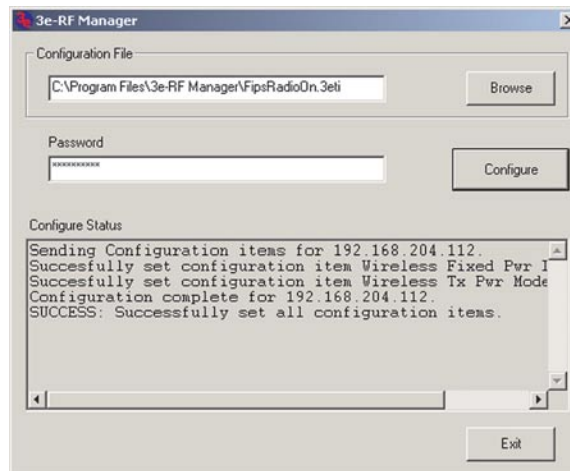 3e-RF Manager
Configuration File
C:\Program Files\3e-RF Manager\FipsRadioOn.3eti
Browse
Password
**********
Configure
Configure Status
Sending Configuration items for 192.168.204.112.
Succesfully set configuration item Wireless Fixed Pwr
Succesfully set configuration item Wireless Tx Pwr Mode
Configuration complete for 192.168.204.112.
SUCCESS: Successfully set all configuration items.
Exit